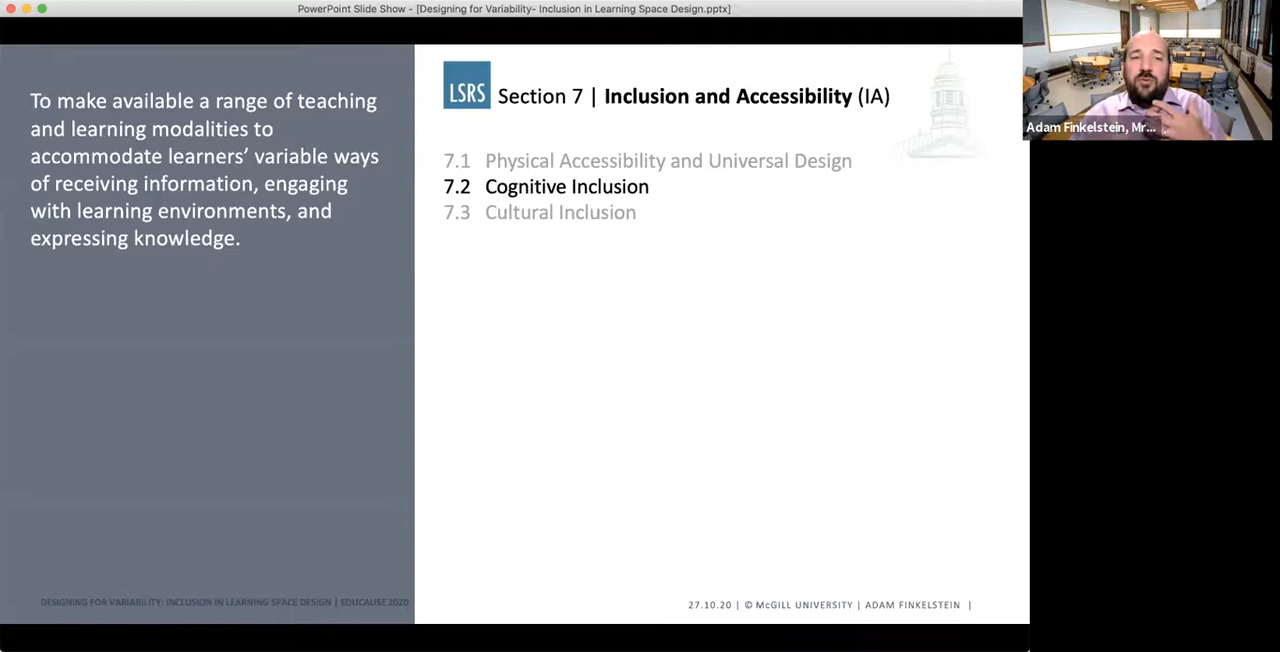 PowerPoint Slide Show - [Designing for Variability- Inclusion in Learning Space Design.pptx]
To make available a range of teaching
and learning modalities to
accommodate learners' variable ways
of receiving information, engaging
with learning environments, and
expressing knowledge.
LSRS
Section 7 | Inclusion and Accessibility (IA)
7.1 Physical Accessibility and Universal Design
7.2 Cognitive Inclusion
7.3 Cultural Inclusion
Adam Finkelstein, Mr...
DESIGNING FOR VARIABILITY: INCLUSION IN LEARNING SPACE DESIGN | EDUCAUSE 2020
27.10.20 | © McGILL UNIVERSITY | ADAM FINKELSTEIN |